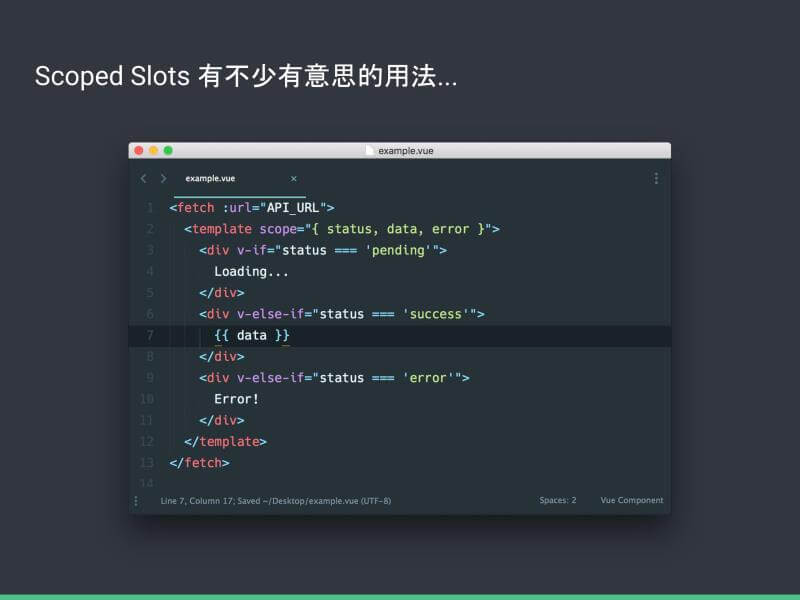 Scoped Slots 有不少有意思的用法...
example.vue
example.vue ×
1 <fetch :url="API_URL">
2 <template scope="{ status, data, error }">
3 <div v-if="status === 'pending'">
4 Loading...
5 </div>
6 <div v-else-if="status === 'success'">
7 {{ data }}
8 </div>
9 <div v-else-if="status === 'error'">
10 Error!
11 </div>
12 </template>
13 </fetch>
14
Line 7, Column 17; Saved ~/Desktop/example.vue (UTF-8) Spaces: 2 Vue Component